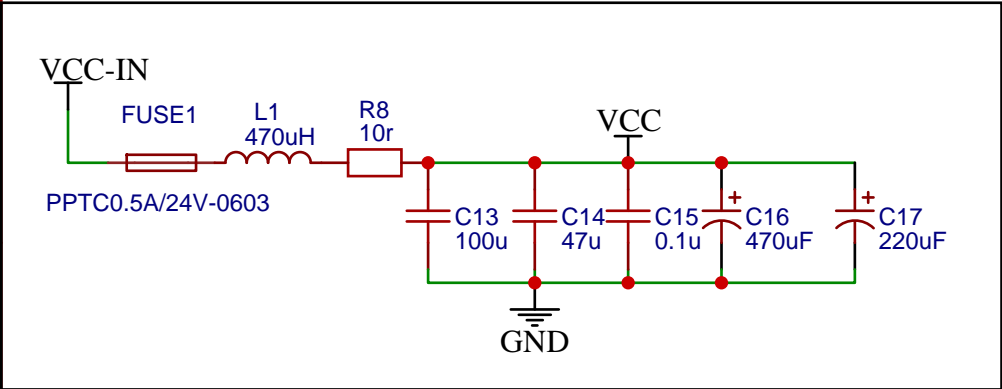 VCC-IN
FUSE1
PPTC0.5A/24V-0603
L1
470uH
R8
10r
VCC
C13
100u
C14
47u
C15
0.1u
+
C16
470uF
+
C17
220uF
GND